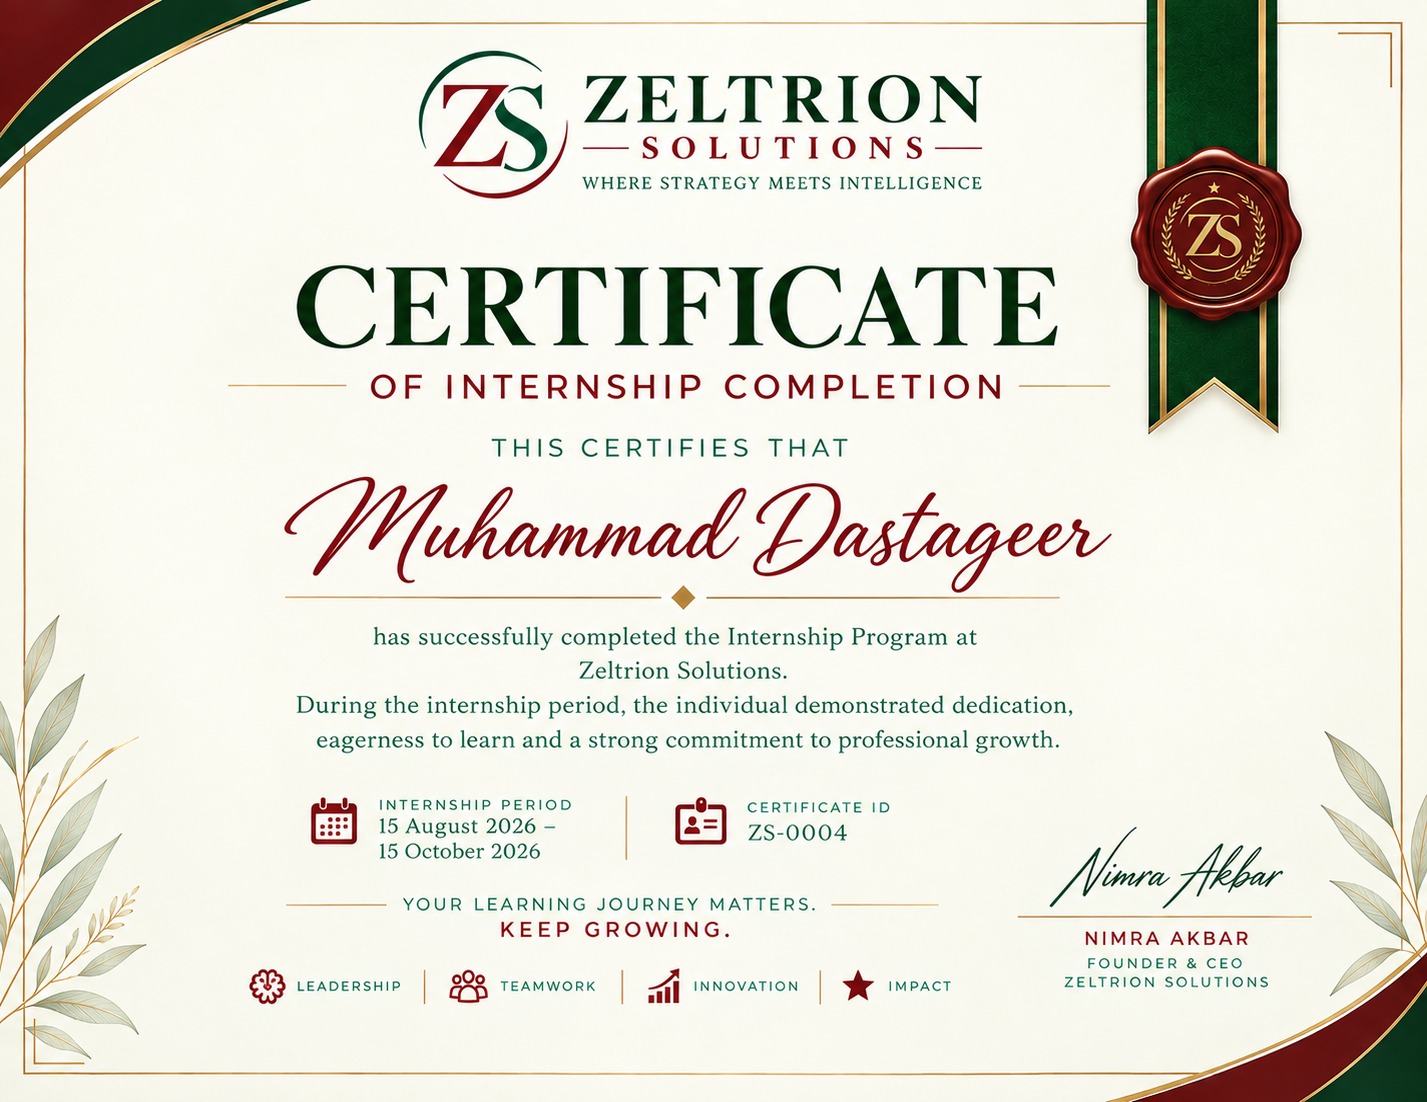 ZS
ZELTRION
SOLUTIONS
WHERE STRATEGY MEETS INTELLIGENCE
ZS
CERTIFICATE
OF INTERNSHIP COMPLETION
THIS CERTIFIES THAT
Muhammad Dastageer
has successfully completed the Internship Program at
Zeltrion Solutions.
During the internship period, the individual demonstrated dedication,
eagerness to learn and a strong commitment to professional growth.
INTERNSHIP PERIOD
15 August 2026 –
15 October 2026
CERTIFICATE ID
ZS-0004
YOUR LEARNING JOURNEY MATTERS.
KEEP GROWING.
LEADERSHIP
TEAMWORK
INNOVATION
IMPACT
Nimra Akbar
NIMRA AKBAR
FOUNDER & CEO
ZELTRION SOLUTIONS